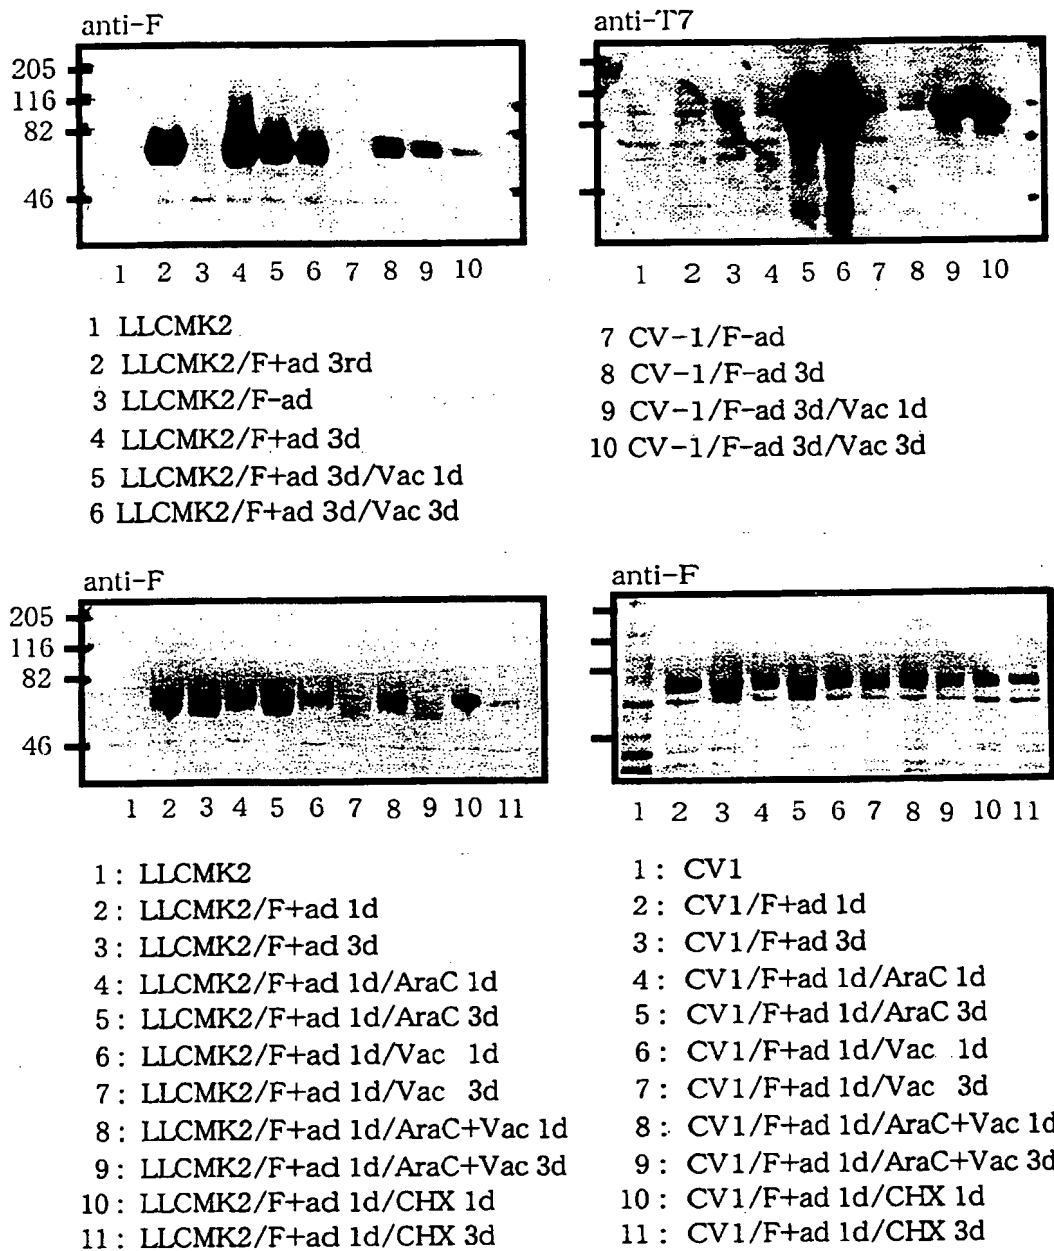 anti-F
205
116
82
46
1 2 3 4 5 6 7 8 9 10
1 LLCMK2
2 LLCMK2/F+ad 3rd
3 LLCMK2/F-ad
4 LLCMK2/F+ad 3d
5 LLCMK2/F+ad 3d/Vac 1d
6 LLCMK2/F+ad 3d/Vac 3d
anti-T7
1 2 3 4 5 6 7 8 9 10
7 CV-1/F-ad
8 CV-1/F-ad 3d
9 CV-1/F-ad 3d/Vac 1d
10 CV-1/F-ad 3d/Vac 3d
anti-F
205
116
82
46
1 2 3 4 5 6 7 8 9 10 11
1: LLCMK2
2: LLCMK2/F+ad 1d
3: LLCMK2/F+ad 3d
4: LLCMK2/F+ad 1d/AraC 1d
5: LLCMK2/F+ad 1d/AraC 3d
6: LLCMK2/F+ad 1d/Vac 1d
7: LLCMK2/F+ad 1d/Vac 3d
8: LLCMK2/F+ad 1d/AraC+Vac 1d
9: LLCMK2/F+ad 1d/AraC+Vac 3d
10: LLCMK2/F+ad 1d/CHX 1d
11: LLCMK2/F+ad 1d/CHX 3d
anti-F
1 2 3 4 5 6 7 8 9 10 11
1: CV1
2: CV1/F+ad 1d
3: CV1/F+ad 3d
4: CV1/F+ad 1d/AraC 1d
5: CV1/F+ad 1d/AraC 3d
6: CV1/F+ad 1d/Vac 1d
7: CV1/F+ad 1d/Vac 3d
8: CV1/F+ad 1d/AraC+Vac 1d
9: CV1/F+ad 1d/AraC+Vac 3d
10: CV1/F+ad 1d/CHX 1d
11: CV1/F+ad 1d/CHX 3d